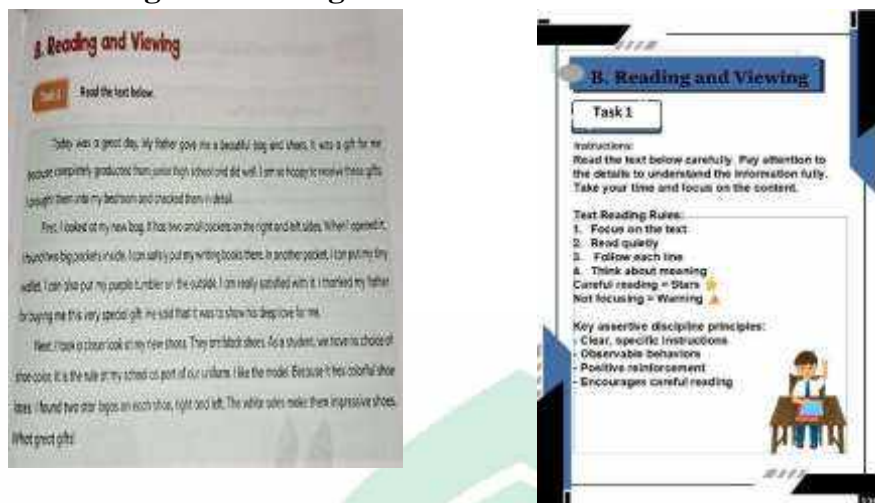 B. Reading and Viewing
Task 1 Read the text below.
Today was a great day. My father gave me a beautiful bag and shoes. It was a gift for me
because completely graduated from junior high school and did well. I am so happy to receive these gifts.
I brought them into my bedroom and checked them in detail.
First, I looked at my new bag. It has two small pockets on the right and left sides. When I opened it,
I found two big pockets inside. I can safely put my writing books there. In another pocket, I can put my tiny
wallet. I can also put my purple tumbler on the outside. I am really satisfied with it. I thanked my father
for buying me this very special gift. He said that it was to show his deep love for me.
Next, I took a closer look at my new shoes. They are black shoes. As a student, we have no choice of
shoe color. It is the rule at my school as part of our uniform. I like the model. Because it has colorful shoe
laces. I found two star logos on each shoe, right and left. The white soles make them impressive shoes.
What great gifts!
B. Reading and Viewing
Task 1
Instructions:
Read the text below carefully. Pay attention to
the details to understand the information fully.
Take your time and focus on the content.
Text Reading Rules:
1. Focus on the text
2. Read quietly
3. Follow each line
4. Think about meaning
Careful reading = Stars
Not focusing = Warning
Key assertive discipline principles:
- Clear, specific instructions
- Observable behaviors
- Positive reinforcement
- Encourages careful reading